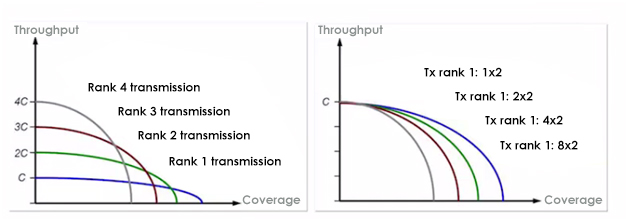 Throughput
4C
3C
2C
C
Rank 4 transmission
Rank 3 transmission
Rank 2 transmission
Rank 1 transmission
Coverage
Throughput
C
Tx rank 1: 1x2
Tx rank 1: 2x2
Tx rank 1: 4x2
Tx rank 1: 8x2
Coverage